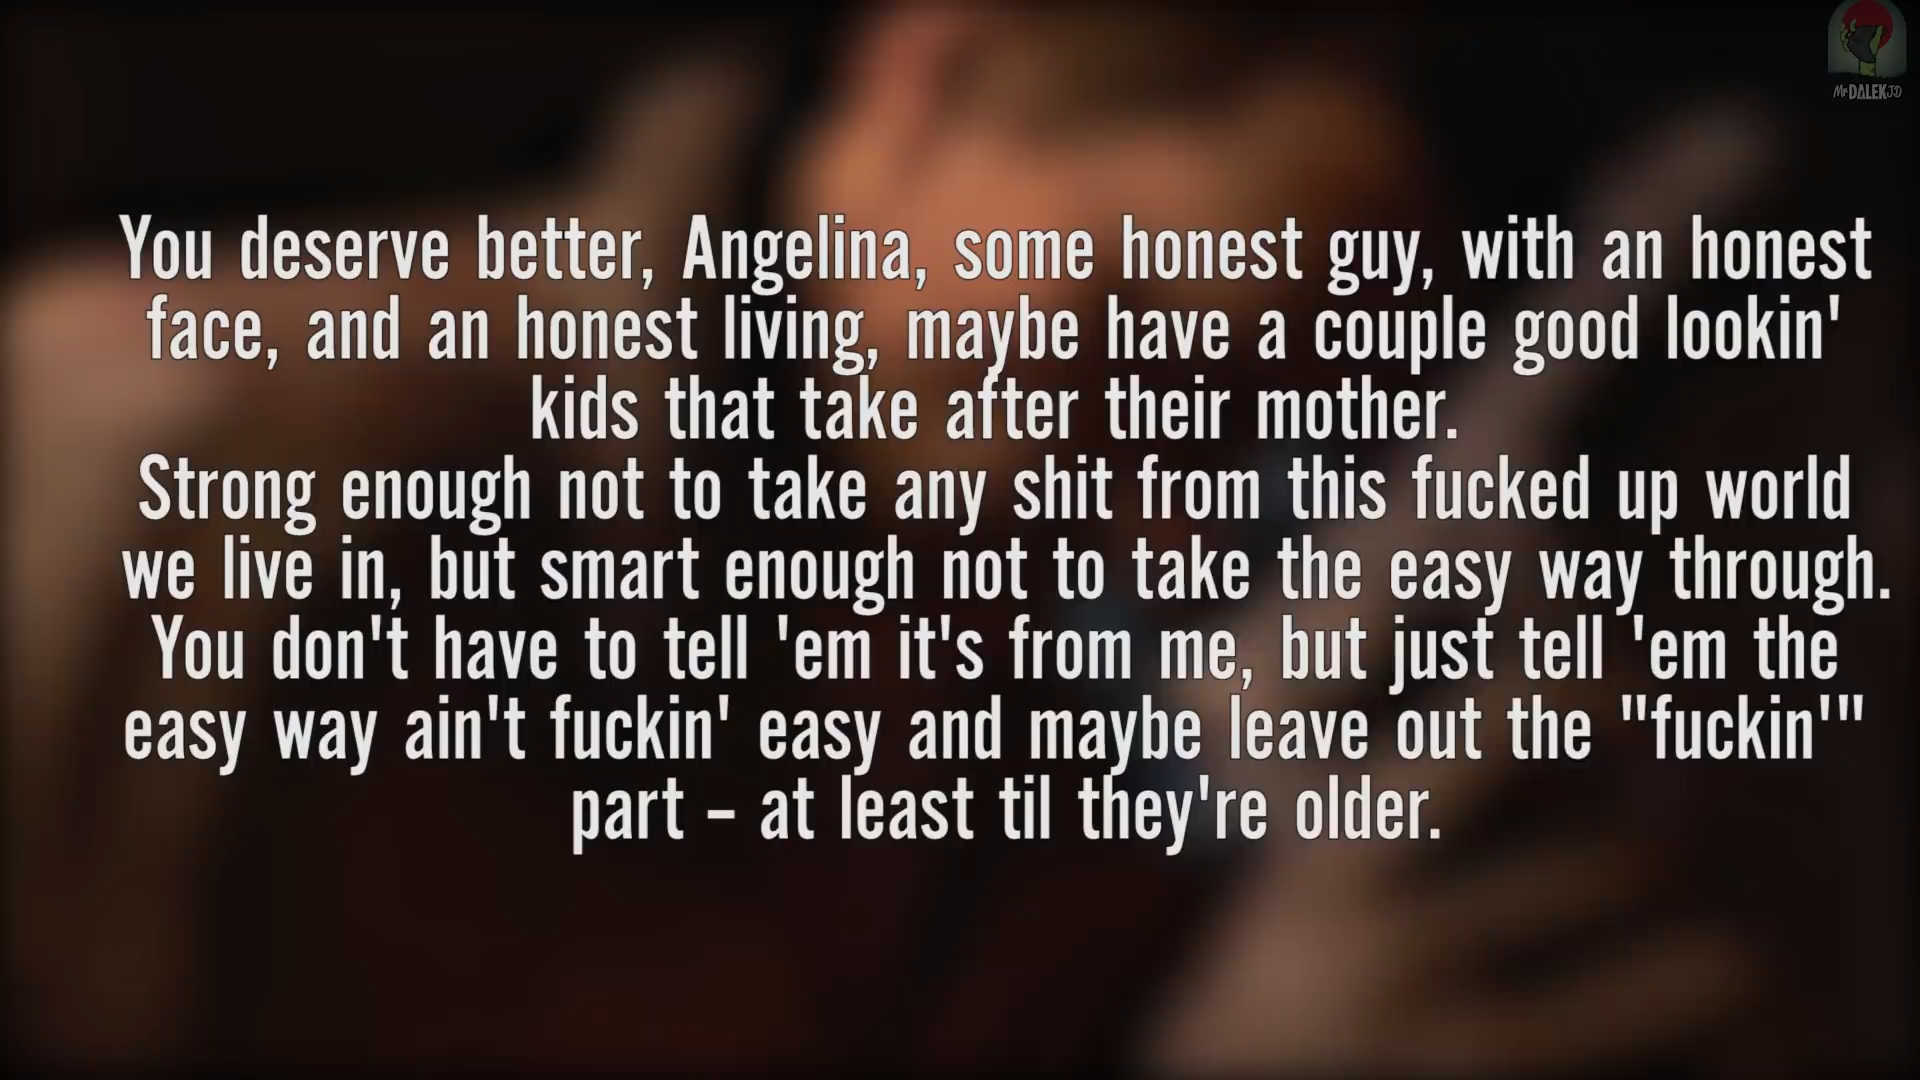 MrDALEKJD
You deserve better, Angelina, some honest guy, with an honest
face, and an honest living, maybe have a couple good lookin'
kids that take after their mother.
Strong enough not to take any shit from this fucked up world
we live in, but smart enough not to take the easy way through.
You don't have to tell 'em it's from me, but just tell 'em the
easy way ain't fuckin' easy and maybe leave out the "fuckin'"
part – at least til they're older.